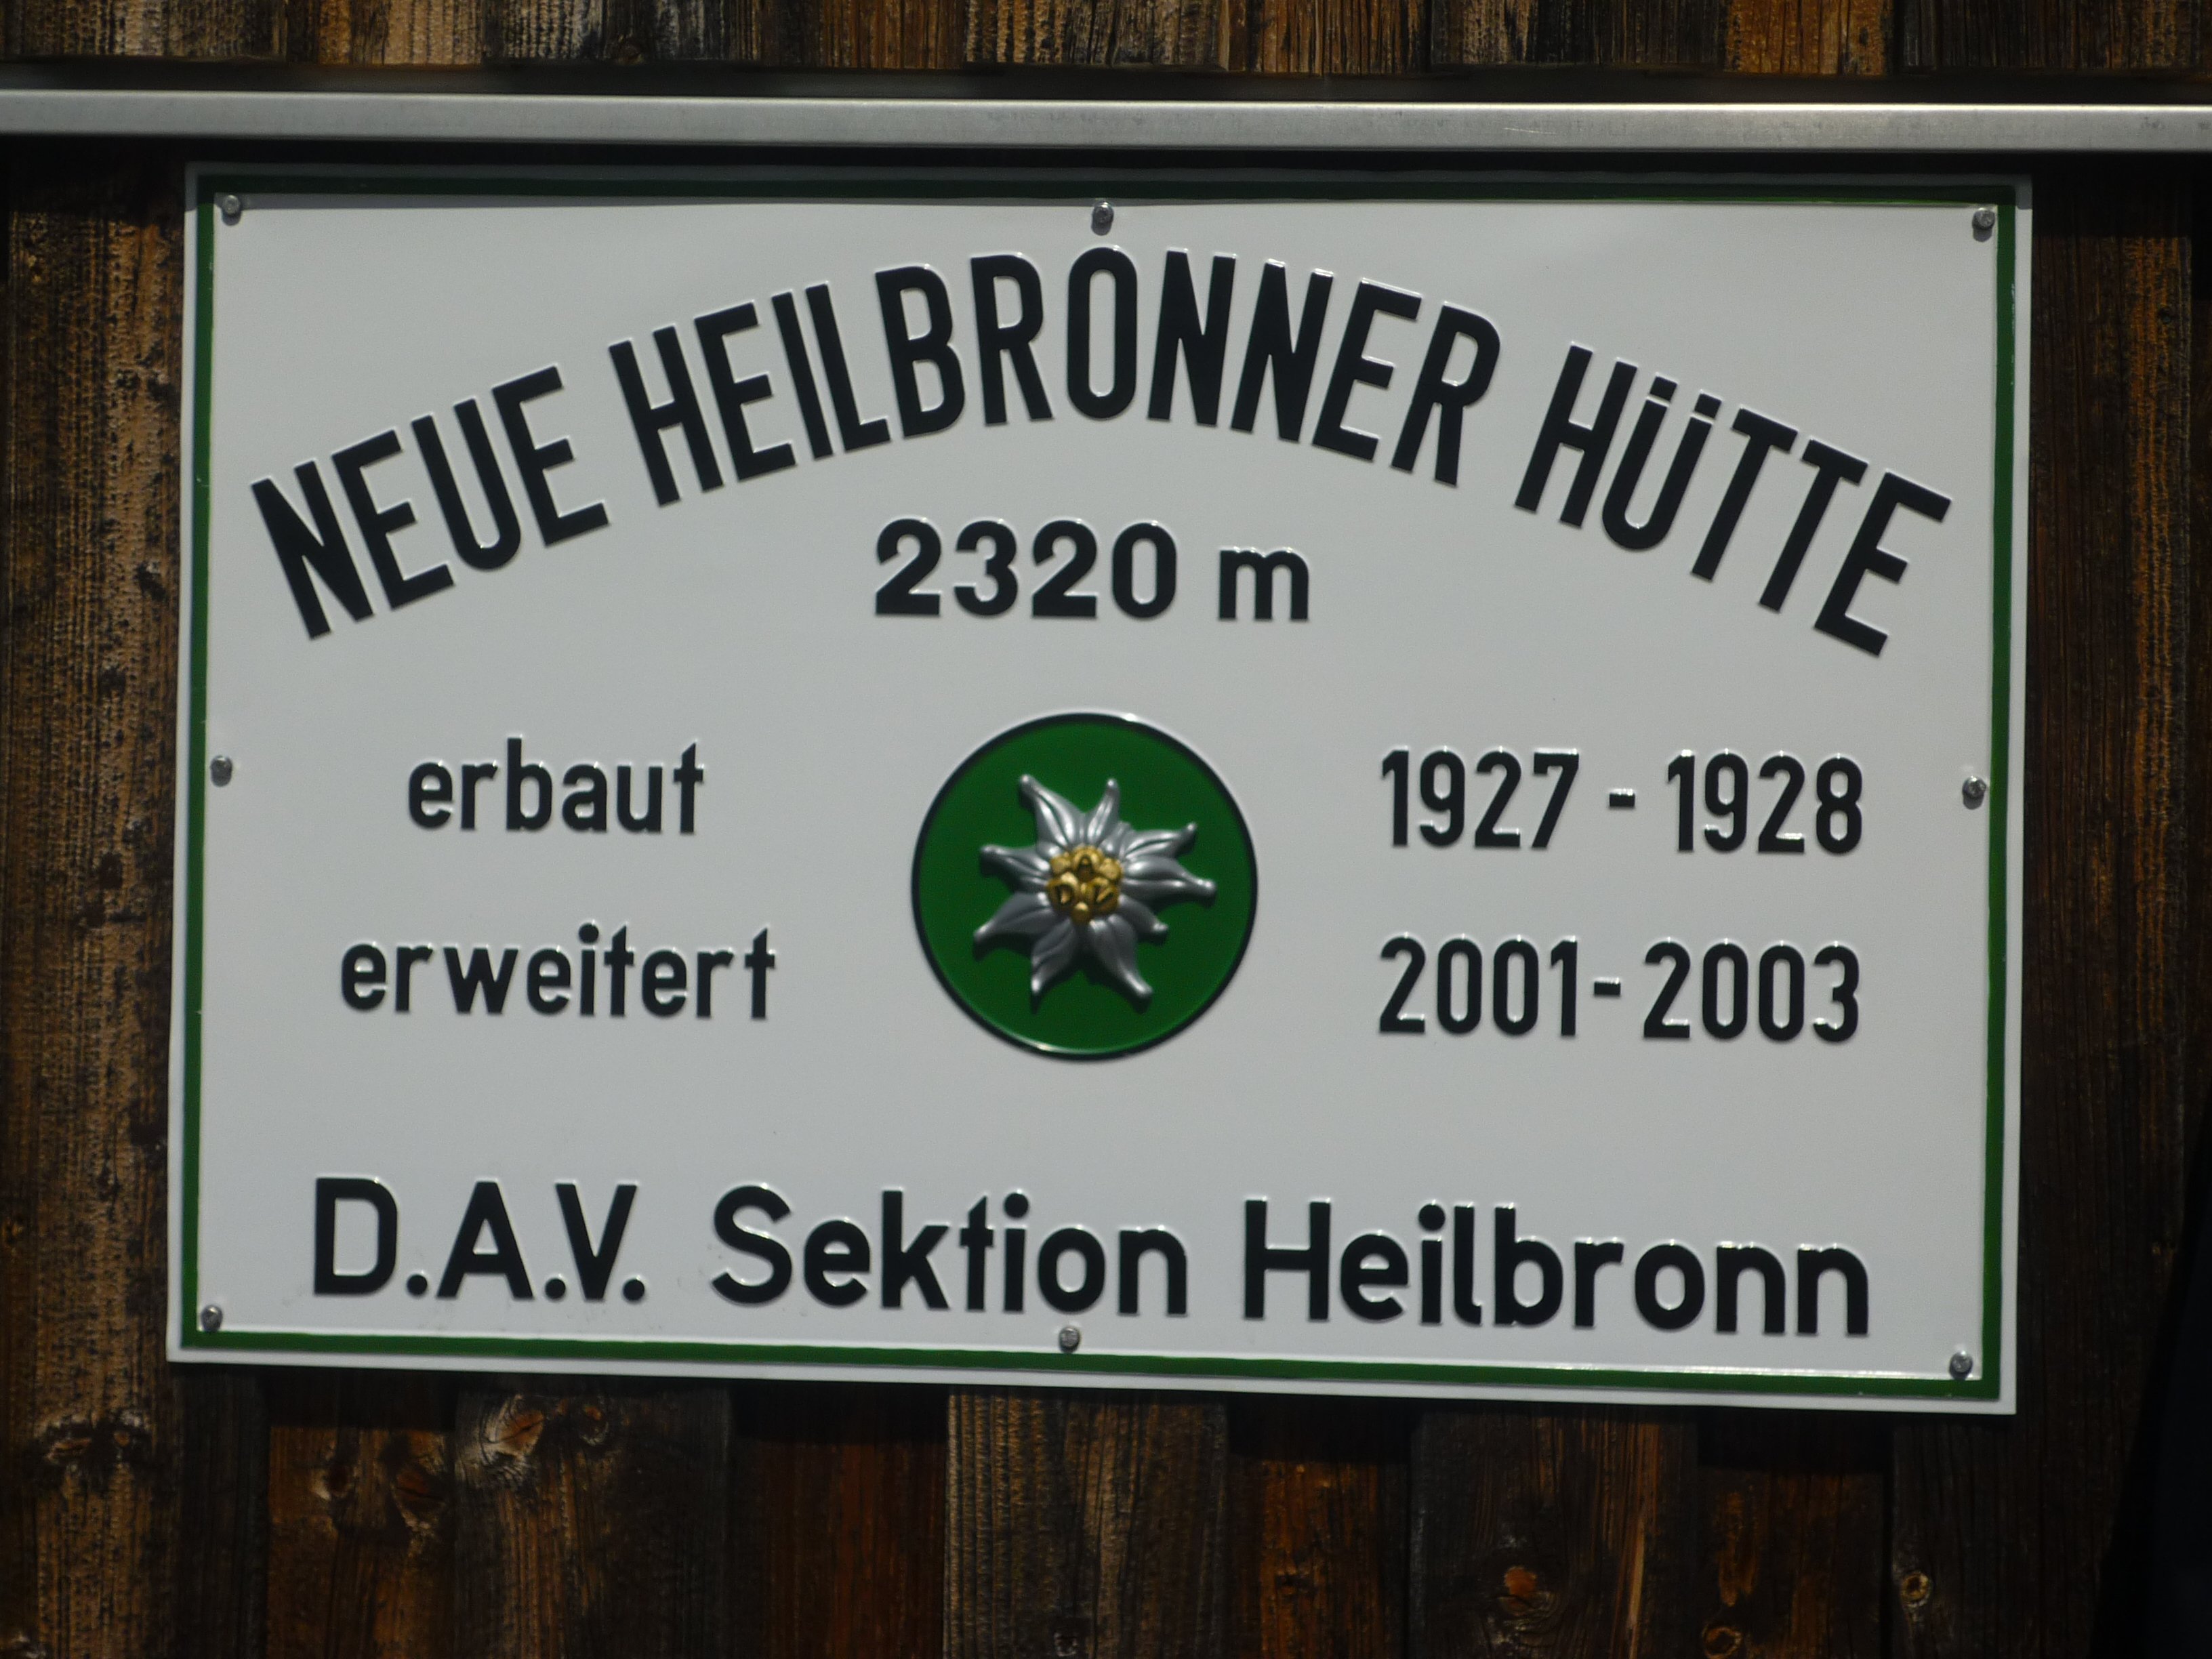 NEUE HEILBRONNER HÜTTE
2320 m
erbaut 1927 - 1928
A
D V
erweitert 2001 - 2003
D.A.V. Sektion Heilbronn